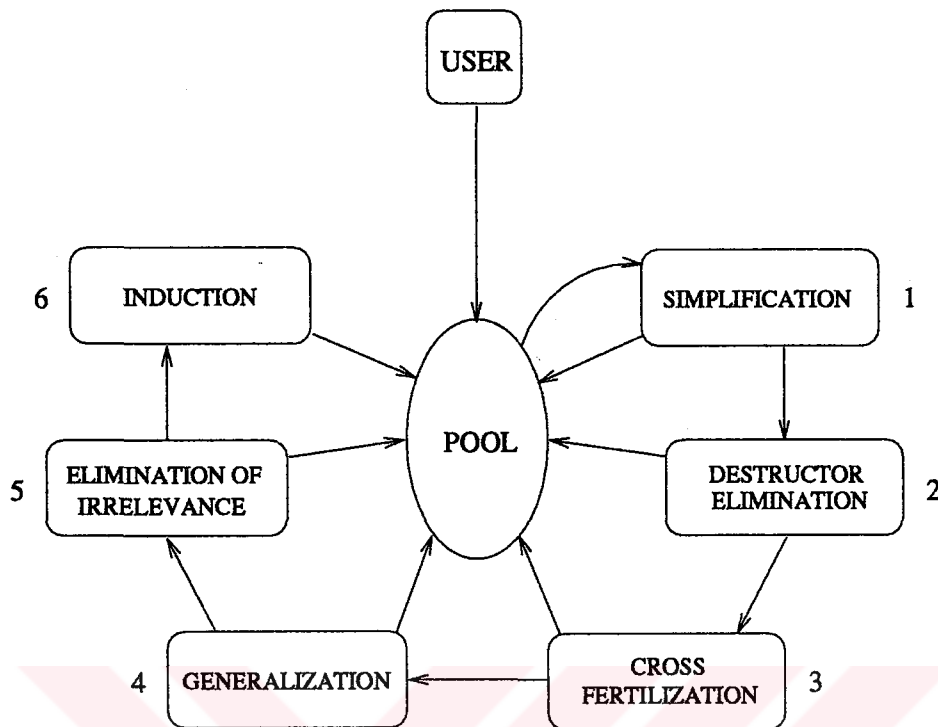 USER
6
INDUCTION
SIMPLIFICATION
1
POOL
5
ELIMINATION OF
IRRELEVANCE
DESTRUCTOR
ELIMINATION
2
4
GENERALIZATION
CROSS
FERTILIZATION
3